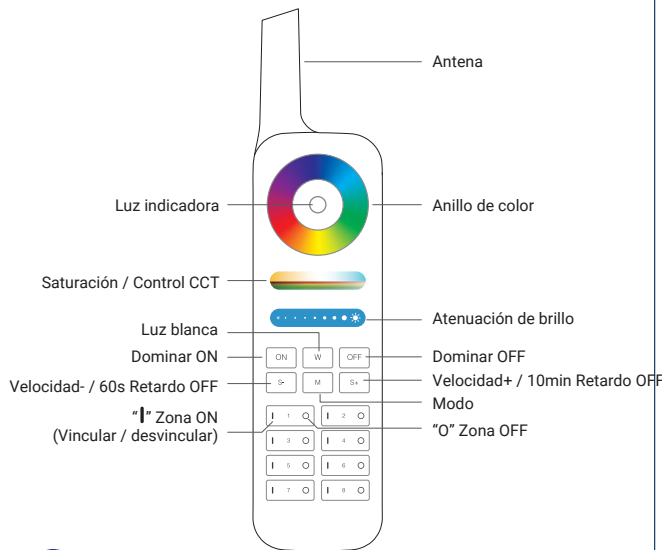 Antena
Luz indicadora
Anillo de color
Saturación / Control CCT
Atenuación de brillo
Luz blanca
Dominar ON
Dominar OFF
ON
W
OFF
Velocidad- / 60s Retardo OFF
Velocidad+ / 10min Retardo OFF
S-
M
S+
Modo
“I” Zona ON
(Vincular / desvincular)
“O” Zona OFF
I 1 O
I 2 O
I 3 O
I 4 O
I 5 O
I 6 O
I 7 O
I 8 O